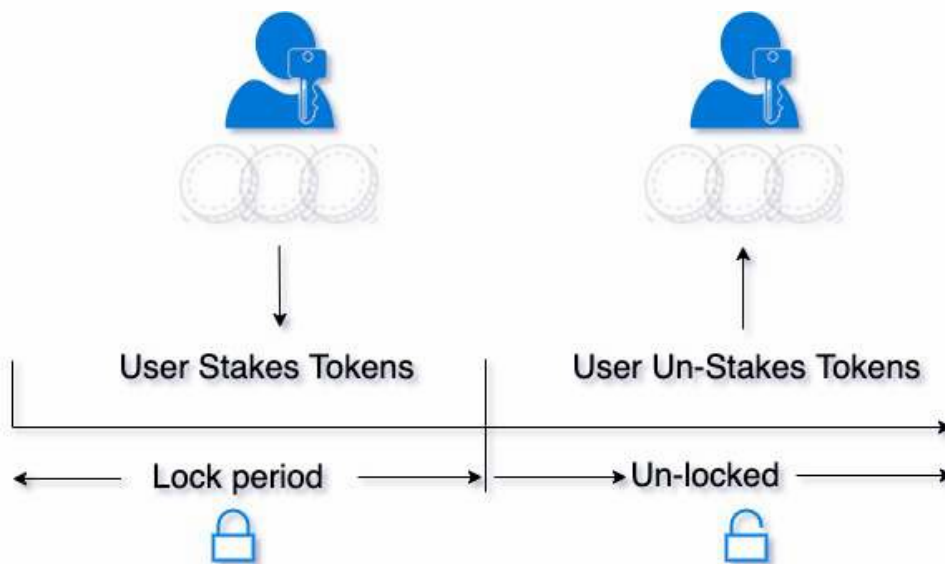 User Stakes Tokens
User Un-Stakes Tokens
Lock period
Un-locked